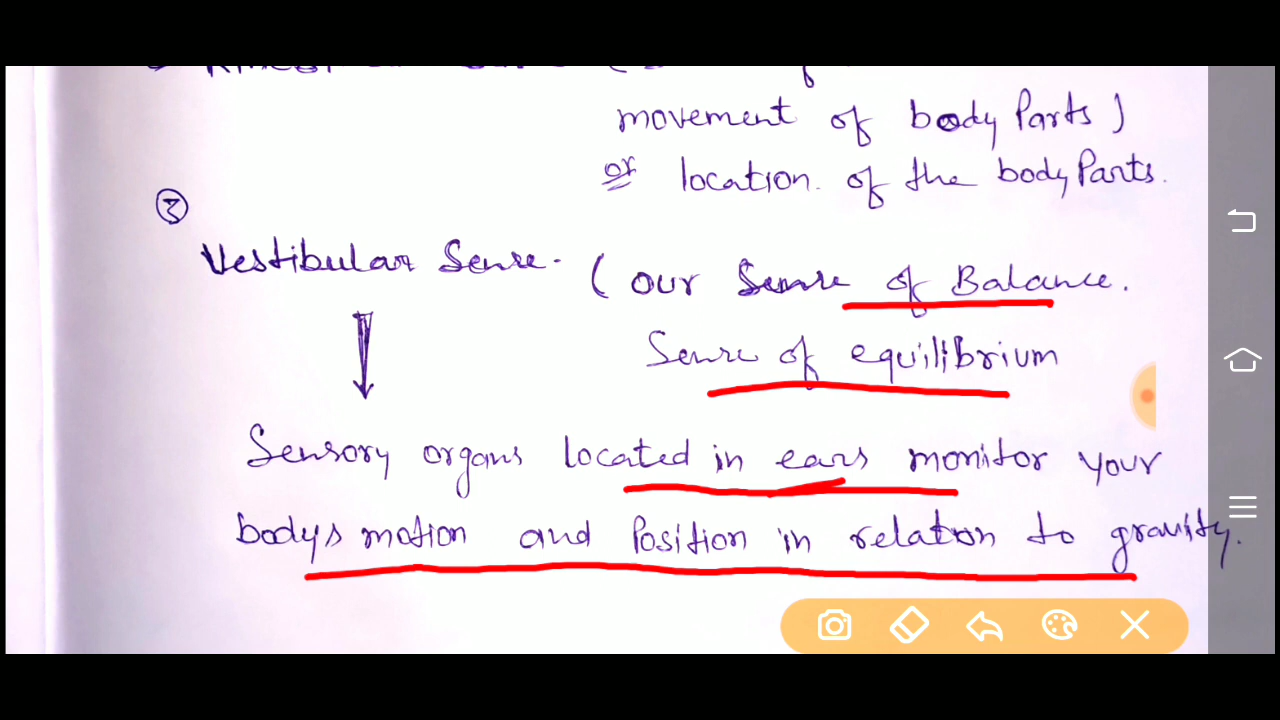 movement of body Parts)
or location. of the body Parts.
3
Vestibular Sense. (our Sense of Balance.
Sense of equilibrium
Sensory organs located in ears monitor your
bodys motion and Position in relation to gravity.